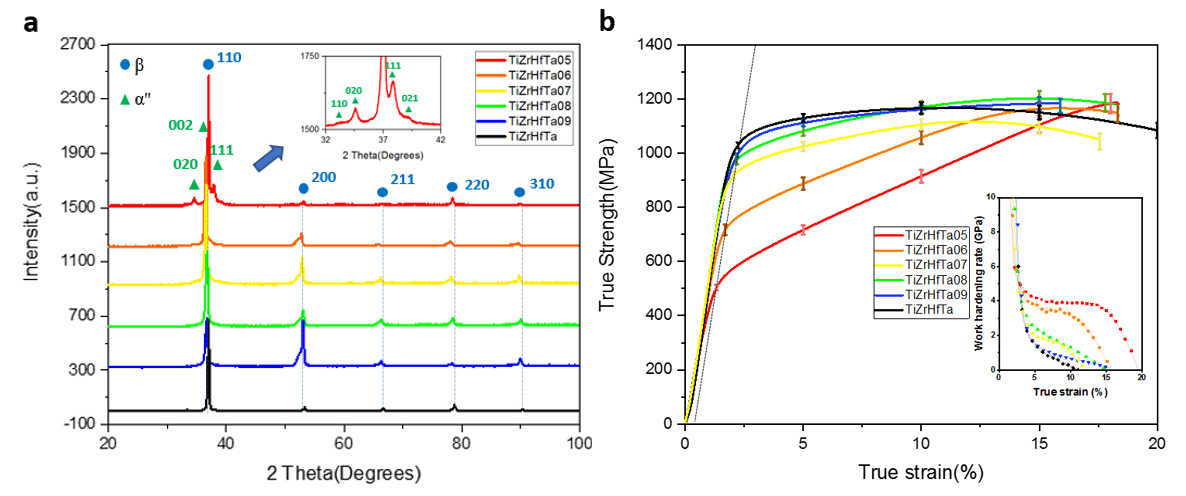 a
2700
2300
1900
1500
1100
700
300
-100
20
40
60
80
100
2 Theta(Degrees)
Intensity(a.u.)
β
α"
110
002
020
111
200
211
220
310
1750
1500
32
37
42
2 Theta(Degrees)
110
020
111
021
TiZrHfTa05
TiZrHfTa06
TiZrHfTa07
TiZrHfTa08
TiZrHfTa09
TiZrHfTa
b
1400
1200
1000
800
600
400
200
0
0
5
10
15
20
True strain(%)
True Strength(MPa)
TiZrHfTa05
TiZrHfTa06
TiZrHfTa07
TiZrHfTa08
TiZrHfTa09
TiZrHfTa
10
8
6
4
2
0
0
5
10
15
20
True strain (%)
Work hardening rate (GPa)